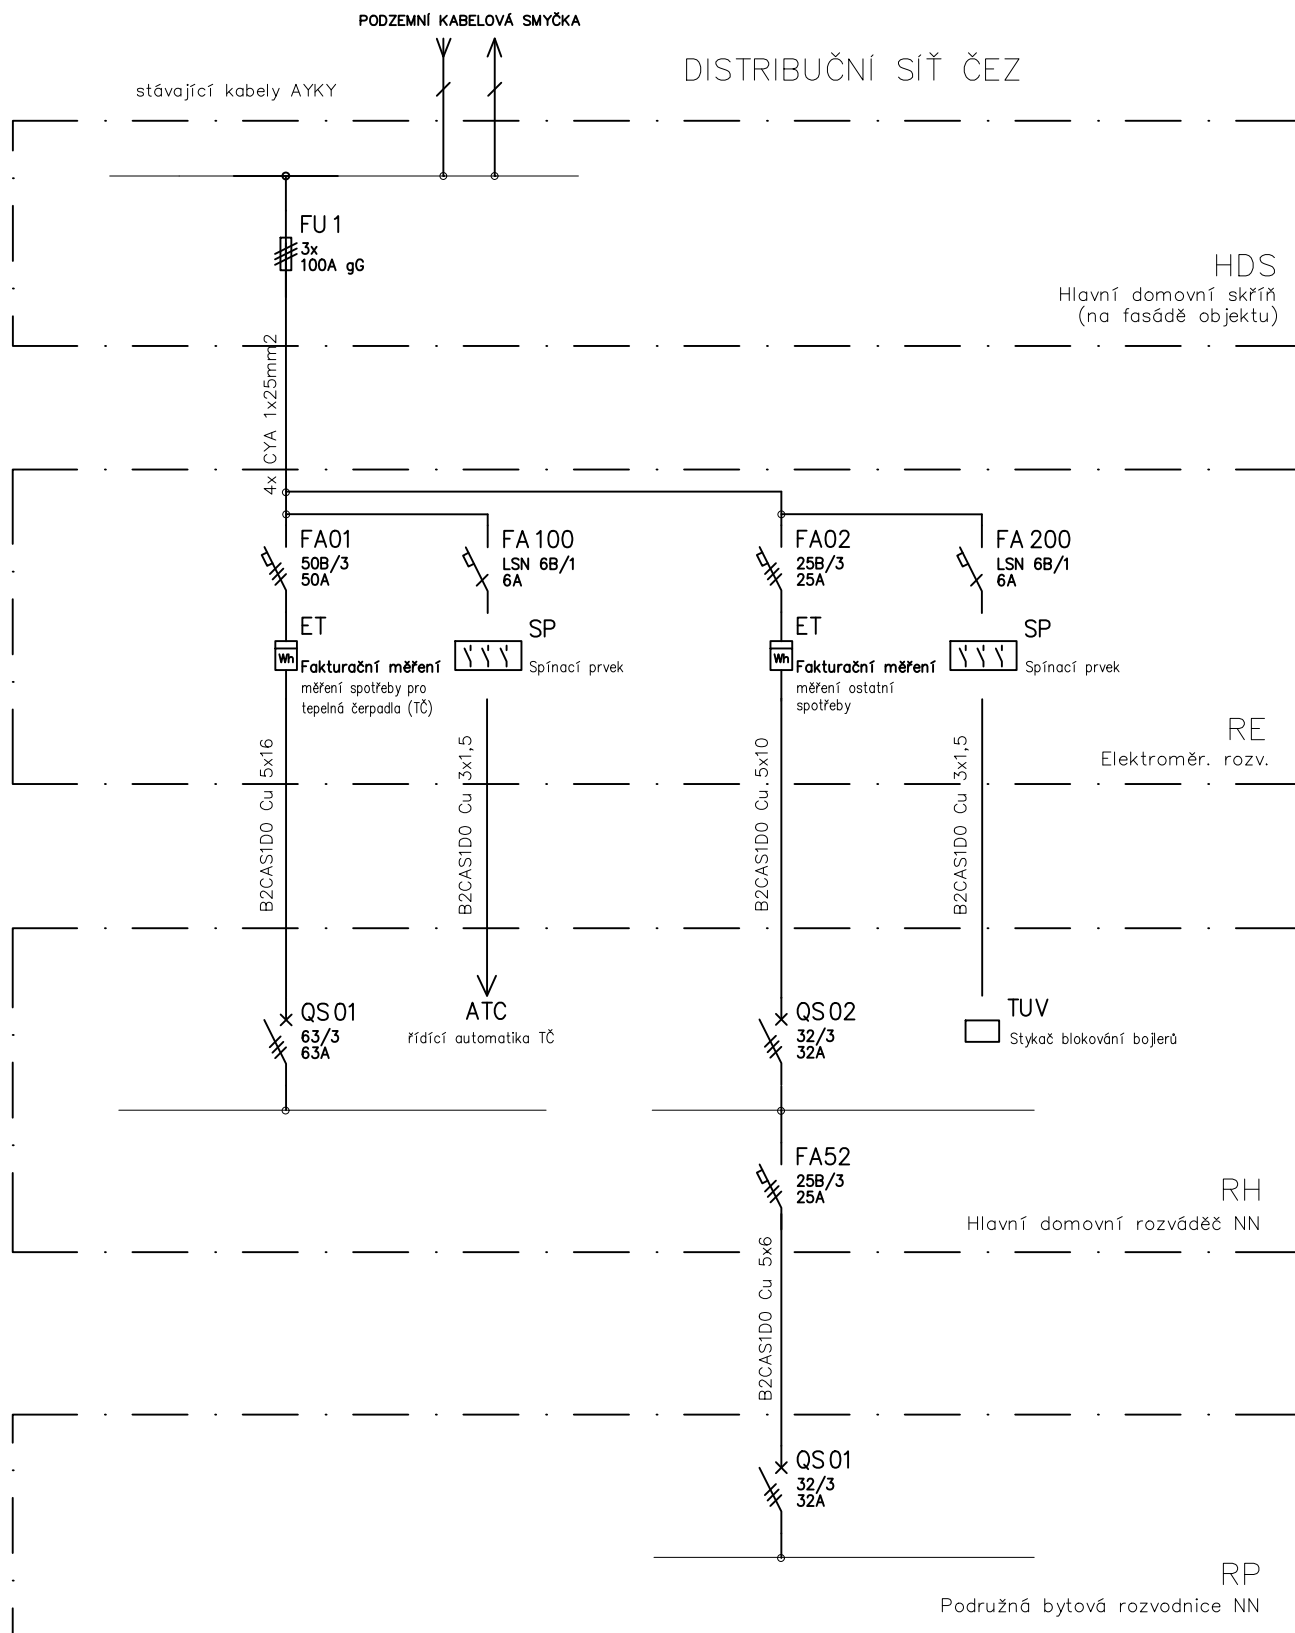 PODZEMNÍ KABELOVÁ SMYČKA
DISTRIBUČNÍ SÍŤ ČEZ
stávající kabely AYKY
FU 1
3x
100A gG
HDS
Hlavní domovní skříň
(na fasádě objektu)
4x CYA 1x25mm2
FA01
50B/3
50A
FA 100
LSN 6B/1
6A
FA02
25B/3
25A
FA 200
LSN 6B/1
6A
ET
Wh
Fakturační měření
měření spotřeby pro
tepelná čerpadla (TČ)
SP
Spínací prvek
ET
Wh
Fakturační měření
měření ostatní
spotřeby
SP
Spínací prvek
RE
Elektroměr. rozv.
B2CAS1D0 Cu 5x16
B2CAS1D0 Cu 3x1,5
B2CAS1D0 Cu 5x10
B2CAS1D0 Cu 3x1,5
QS 01
63/3
63A
ATC
řídící automatika TČ
QS 02
32/3
32A
TUV
Stykač blokování bojlerů
FA52
25B/3
25A
RH
Hlavní domovní rozváděč NN
B2CAS1D0 Cu 5x6
QS 01
32/3
32A
RP
Podružná bytová rozvodnice NN